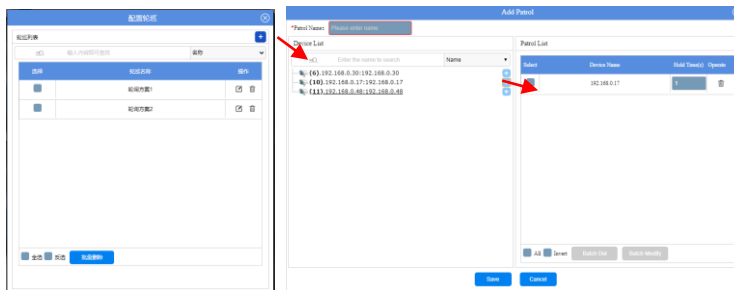 配置轮巡
轮巡列表
输入内容即可查找
名称
选择 轮巡名称 操作
轮询方案1
轮询方案2
全选 反选 批量删除
Add Patrol
*Patrol Name: Please enter name
Device List
Enter the name to search Name
(6).192.168.0.30:192.168.0.30
(10).192.168.0.17:192.168.0.17
(11).192.168.0.48:192.168.0.48
Patrol List
Select Device Name Hold Time(s) Operate
192.168.0.17
All Invert Batch Del Batch Modify
Save Cancel